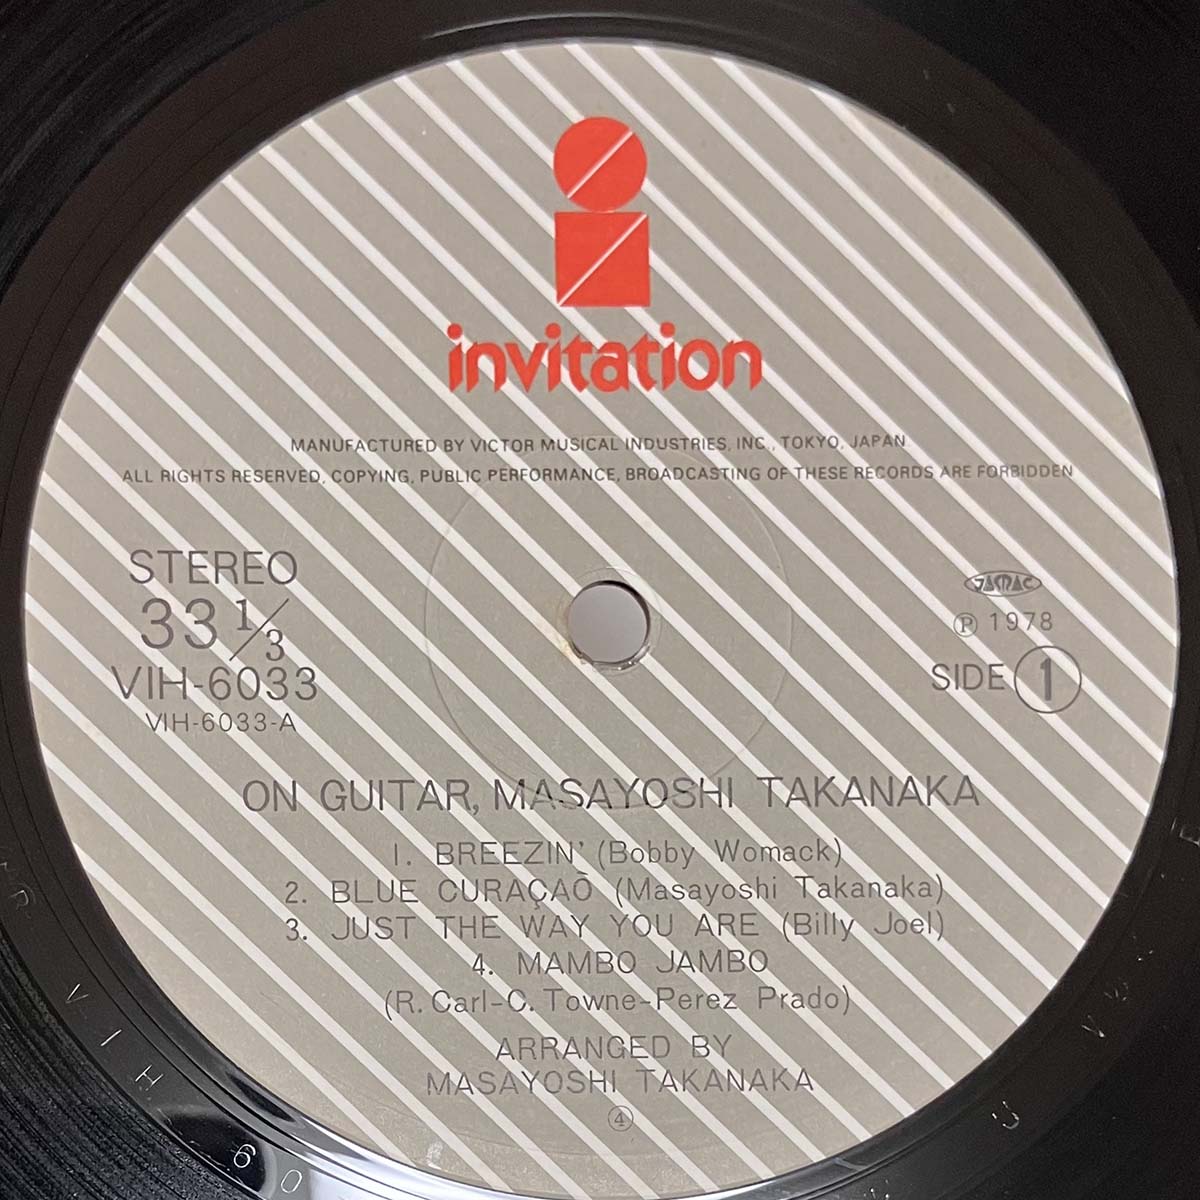 invitation
MANUFACTURED BY VICTOR MUSICAL INDUSTRIES, INC., TOKYO, JAPAN
ALL RIGHTS RESERVED, COPYING, PUBLIC PERFORMANCE, BROADCASTING OF THESE RECORDS ARE FORBIDDEN
STEREO
33 1/3
VIH-6033
VIH-6033-A
JASRAC
Ⓟ 1978
SIDE ①
ON GUITAR, MASAYOSHI TAKANAKA
1. BREEZIN' (Bobby Womack)
2. BLUE CURAÇAÕ (Masayoshi Takanaka)
3. JUST THE WAY YOU ARE (Billy Joel)
4. MAMBO JAMBO
(R. Carl-C. Towne-Perez Prado)
ARRANGED BY
MASAYOSHI TAKANAKA
④
VIH 60